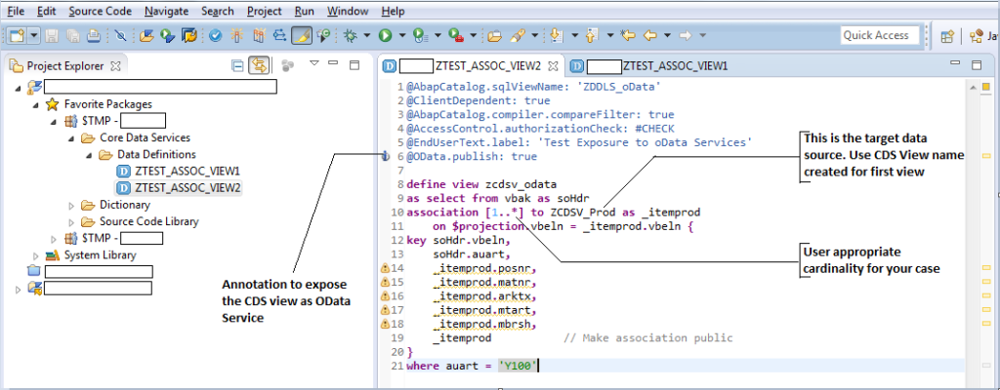 File Edit Source Code Navigate Search Project Run Window Help
Quick Access
Ja
Project Explorer
Favorite Packages
$TMP -
Core Data Services
Data Definitions
ZTEST_ASSOC_VIEW1
ZTEST_ASSOC_VIEW2
Dictionary
Source Code Library
$TMP -
System Library
Annotation to expose
the CDS view as OData
Service
ZTEST_ASSOC_VIEW2
ZTEST_ASSOC_VIEW1
1 @AbapCatalog.sqlViewName: 'ZDDLS_oData'
2 @ClientDependent: true
3 @AbapCatalog.compiler.compareFilter: true
4 @AccessControl.authorizationCheck: #CHECK
5 @EndUserText.label: 'Test Exposure to oData Services'
6 @OData.publish: true
7
8 define view zcdsv_odata
9 as select from vbak as soHdr
10 association [1..*] to ZCDSV_Prod as _itemprod
11 on $projection.vbeln = _itemprod.vbeln {
12 key soHdr.vbeln,
13 soHdr.auart,
14 _itemprod.posnr,
15 _itemprod.matnr,
16 _itemprod.arktx,
17 _itemprod.mtart,
18 _itemprod.mbrsh,
19 _itemprod // Make association public
20 }
21 where auart = 'Y100'
This is the target data
source. Use CDS View name
created for first view
User appropriate
cardinality for your case